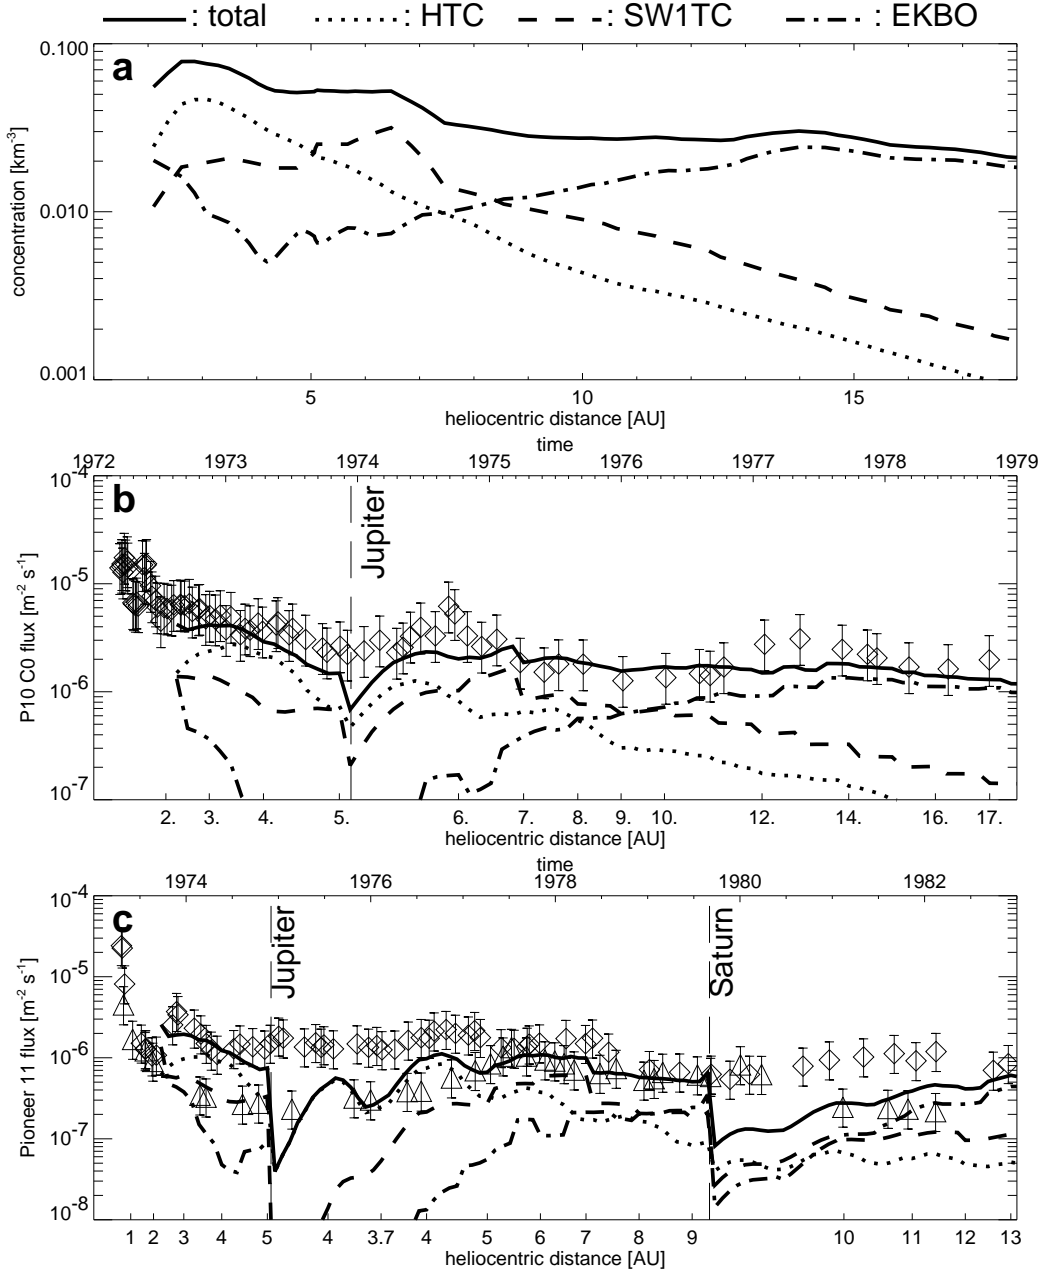 : total : HTC : SW1TC : EKBO
a
concentration [km-3]
0.100
0.010
0.001
5 10 15
heliocentric distance [AU]
time
1972 1973 1974 1975 1976 1977 1978 1979
b
Jupiter
P10 C0 flux [m-2 s-1]
10-4
10-5
10-6
10-7
2. 3. 4. 5. 6. 7. 8. 9. 10. 12. 14. 16. 17.
heliocentric distance [AU]
time
1974 1976 1978 1980 1982
c
Jupiter
Saturn
Pioneer 11 flux [m-2 s-1]
10-4
10-5
10-6
10-7
10-8
1 2 3 4 5 4 3.7 4 5 6 7 8 9 10 12 12 13
heliocentric distance [AU]